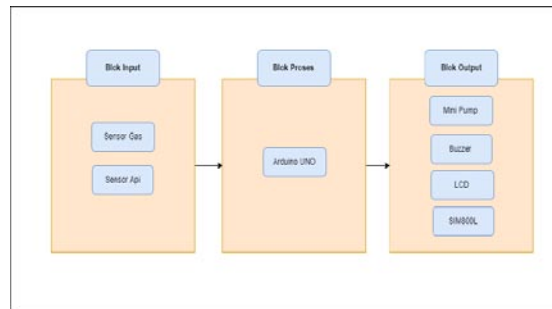 Blok Input
Sensor Gas
Sensor Api
Blok Proses
Arduino UNO
Blok Output
Mini Pump
Buzzer
LCD
SIM800L